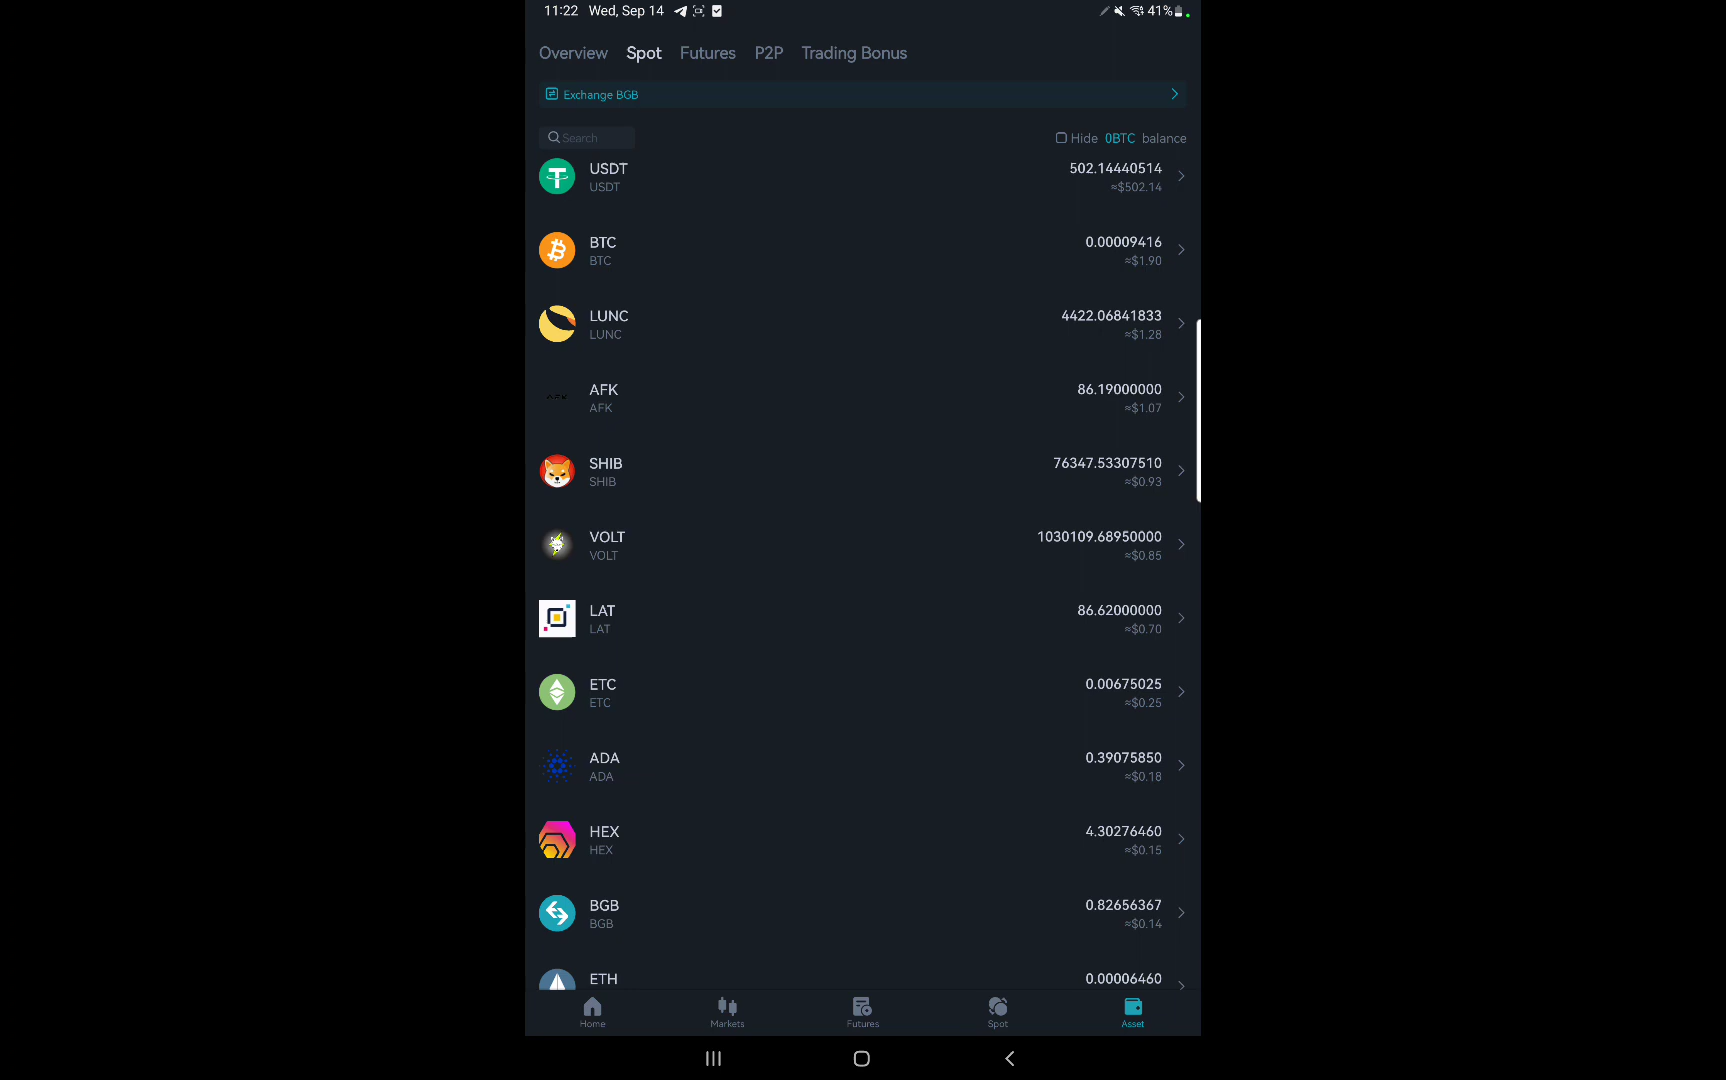 11:22 Wed, Sep 14 41%
Overview Spot Futures P2P Trading Bonus
Exchange BGB
Search Hide 0BTC balance
USDT 502.14440514
USDT ≈$502.14
BTC 0.00009416
BTC ≈$1.90
LUNC 4422.06841833
LUNC ≈$1.28
AFK 86.19000000
AFK ≈$1.07
SHIB 76347.53307510
SHIB ≈$0.93
VOLT 1030109.68950000
VOLT ≈$0.85
LAT 86.62000000
LAT ≈$0.70
ETC 0.00675025
ETC ≈$0.25
ADA 0.39075850
ADA ≈$0.18
HEX 4.30276460
HEX ≈$0.15
BGB 0.82656367
BGB ≈$0.14
ETH 0.00006460
Home Markets Futures Spot Asset